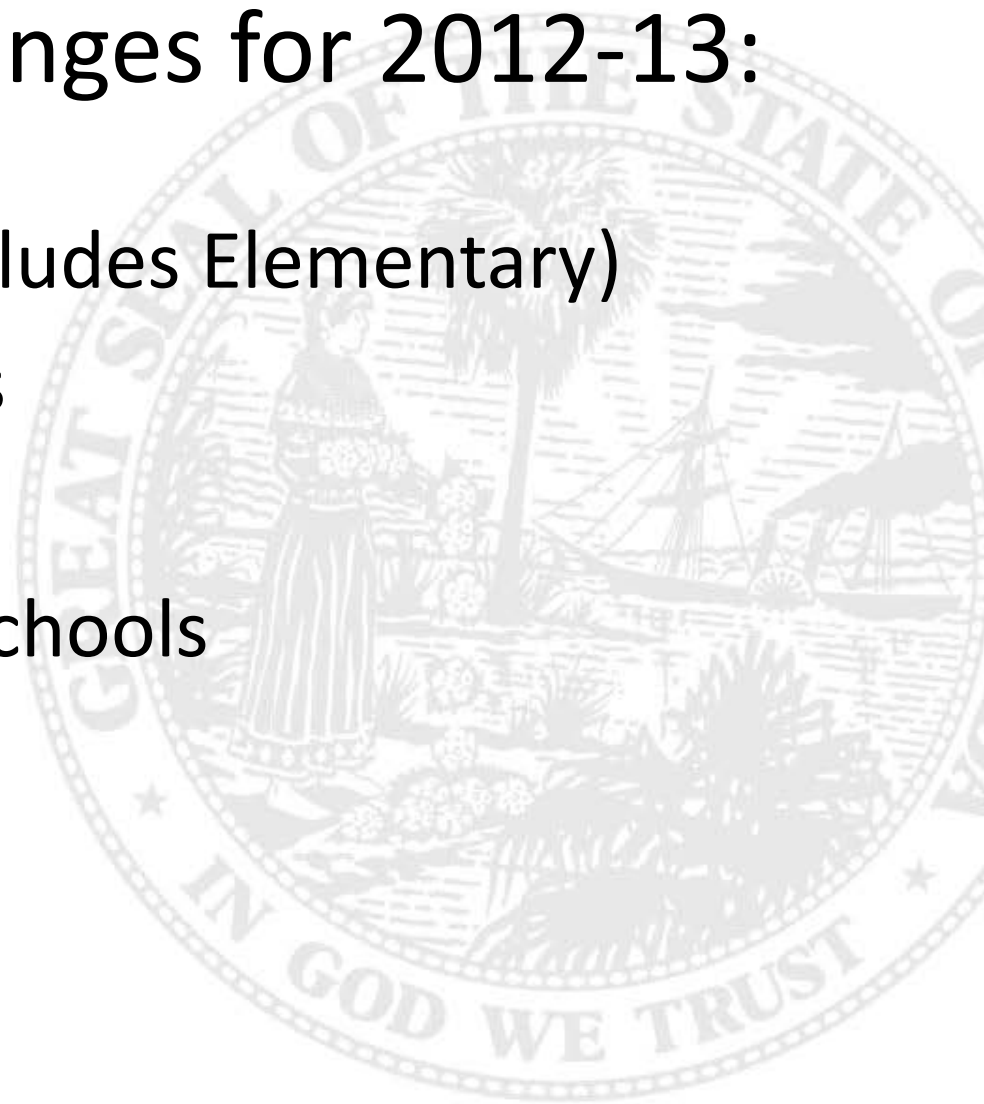 nges for 2012-13:
ludes Elementary)
s
chools
GREAT SEAL OF THE STATE O
IN GOD WE TRUST